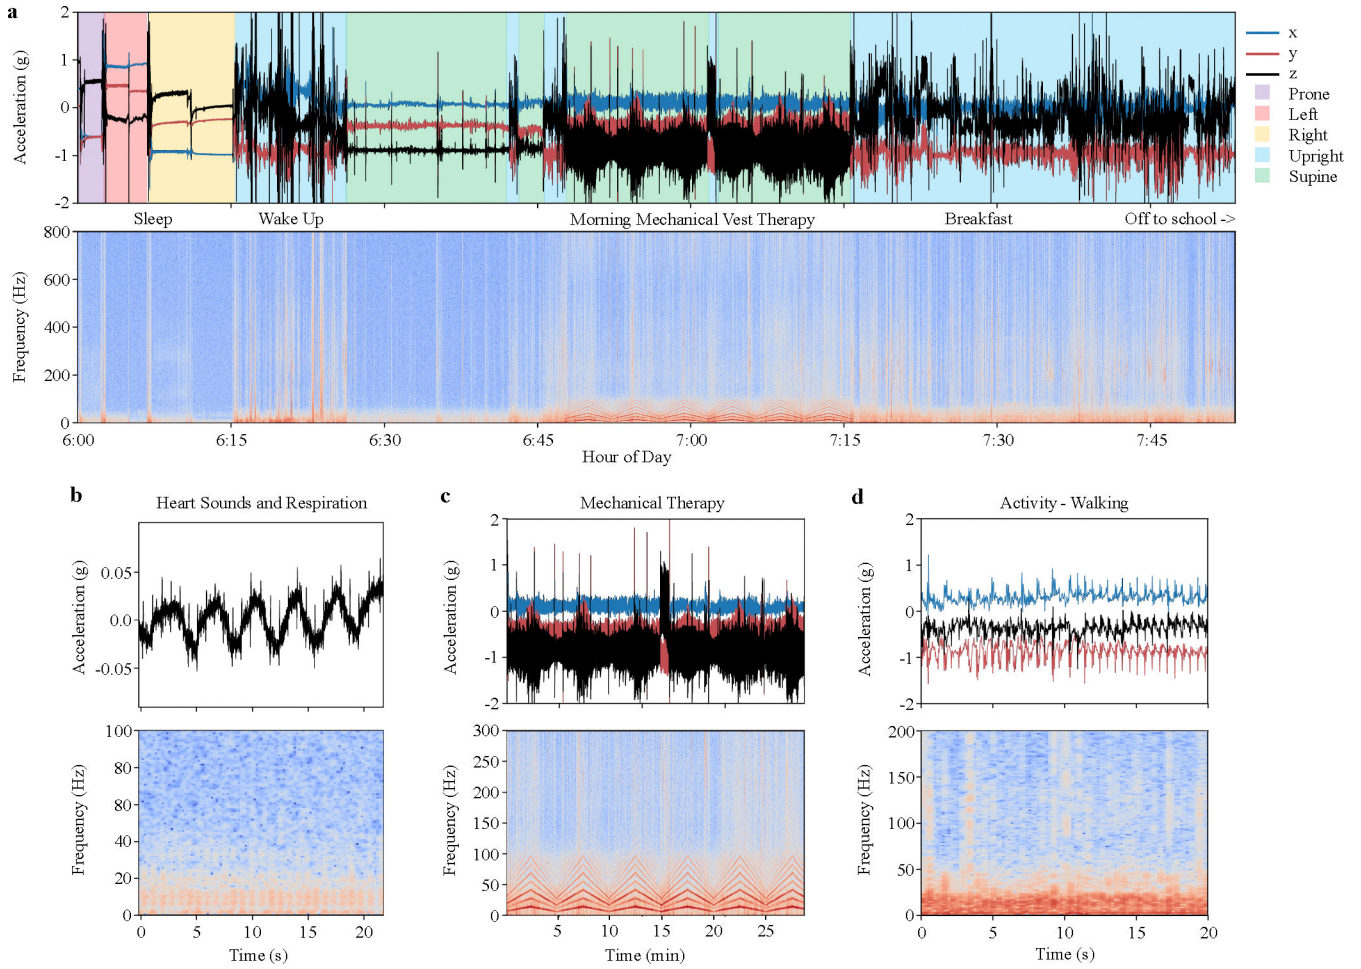 a
2
1
0
-1
-2
Acceleration (g)
x
y
z
Prone
Left
Right
Upright
Supine
Sleep
Wake Up
Morning Mechanical Vest Therapy
Breakfast
Off to school ->
800
600
400
200
0
Frequency (Hz)
6:00
6:15
6:30
6:45
7:00
7:15
7:30
7:45
Hour of Day
b
Heart Sounds and Respiration
0.05
0.0
-0.05
Acceleration (g)
100
80
60
80
40
20
0
Frequency (Hz)
0
5
10
15
20
Time (s)
c
Mechanical Therapy
2
1
0
-1
-2
Acceleration (g)
300
250
200
150
100
50
0
Frequency (Hz)
0
5
10
15
20
25
Time (min)
d
Activity - Walking
2
1
0
-1
-2
Acceleration (g)
200
150
100
50
0
Frequency (Hz)
0
5
10
15
20
Time (s)